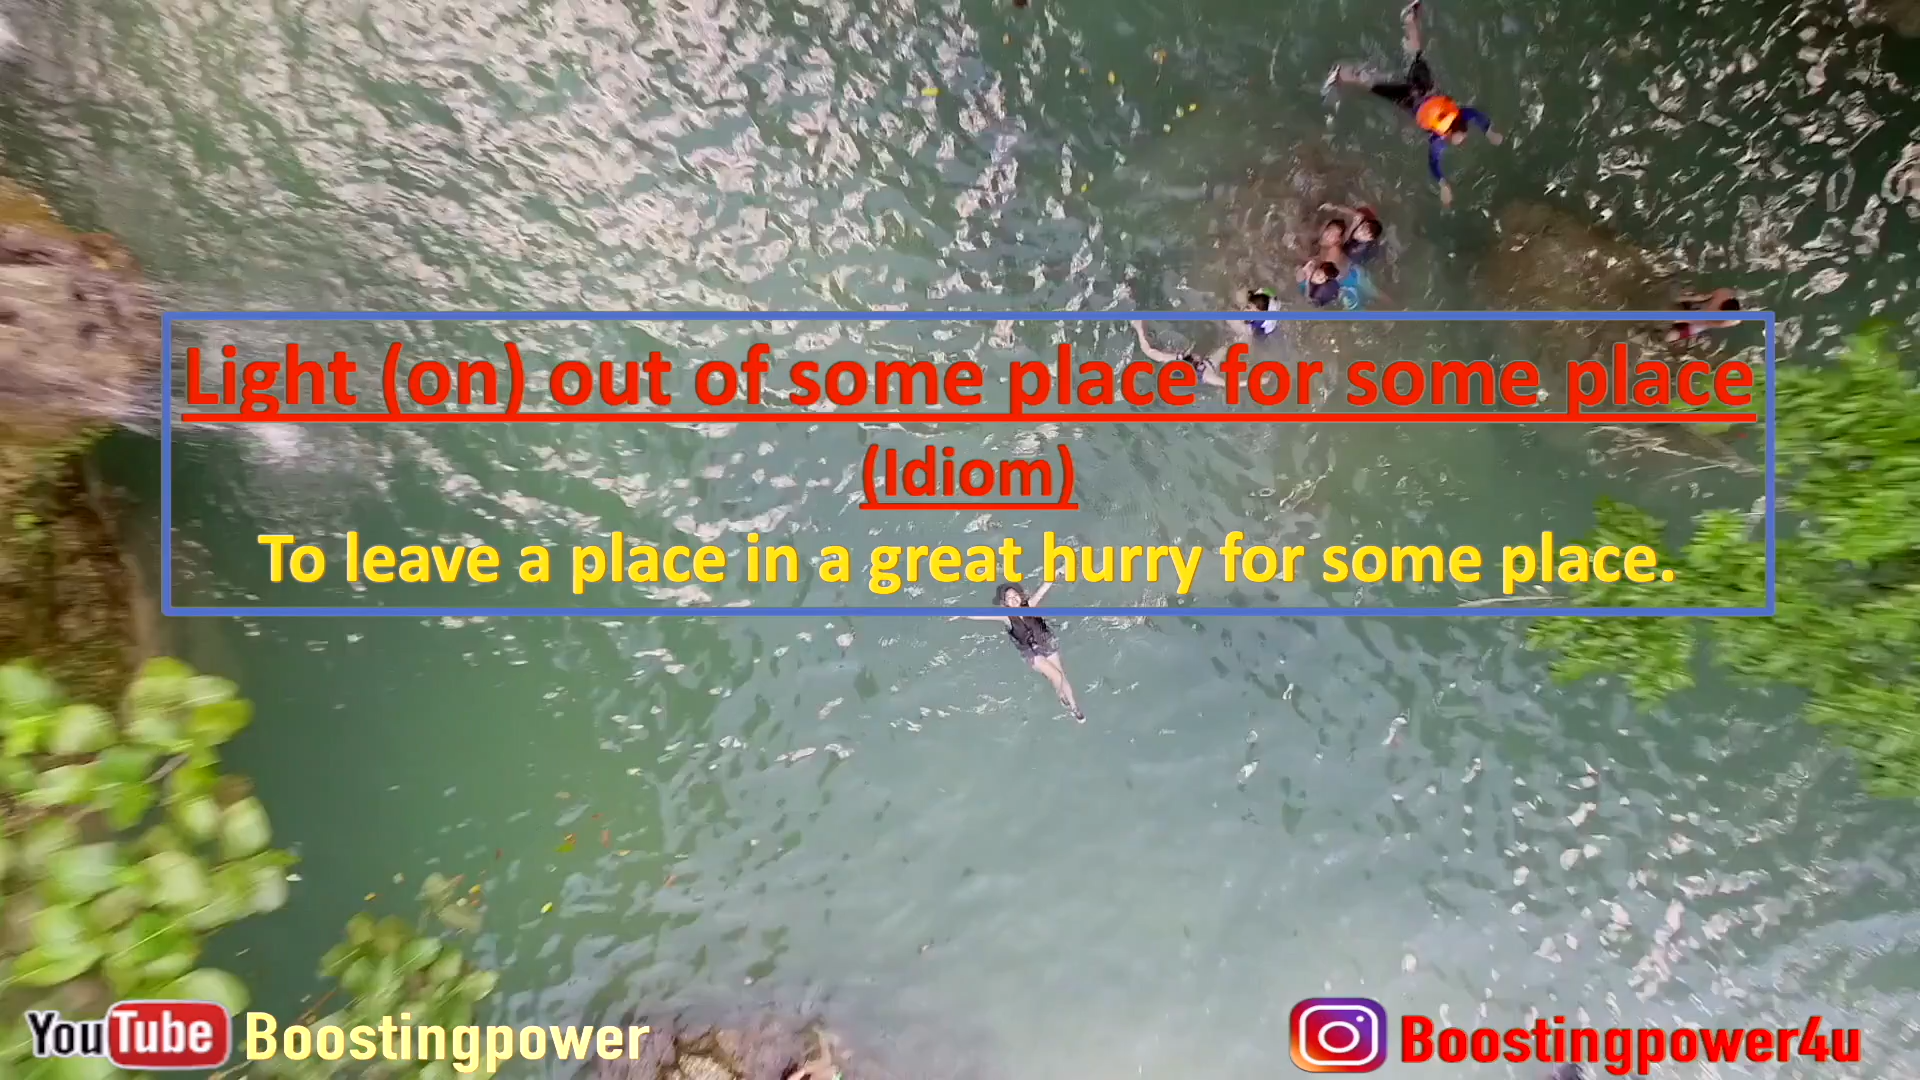 Light (on) out of some place for some place
(Idiom)
To leave a place in a great hurry for some place.
YouTube Boostingpower
Boostingpower4u